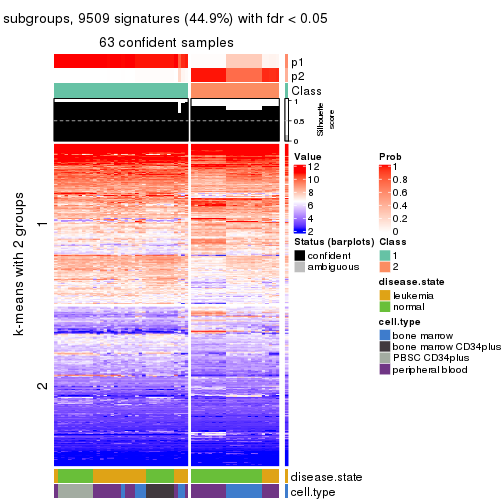 subgroups, 9509 signatures (44.9%) with fdr < 0.05
63 confident samples
p1
p2
Class
1
0.5
0
Silhouette
score
k-means with 2 groups
1
2
Value
12
10
8
6
4
2
Prob
1
0.8
0.6
0.4
0.2
0
Status (barplots)
confident
ambiguous
Class
1
2
disease.state
leukemia
normal
cell.type
bone marrow
bone marrow CD34plus
PBSC CD34plus
peripheral blood
disease.state
cell.type